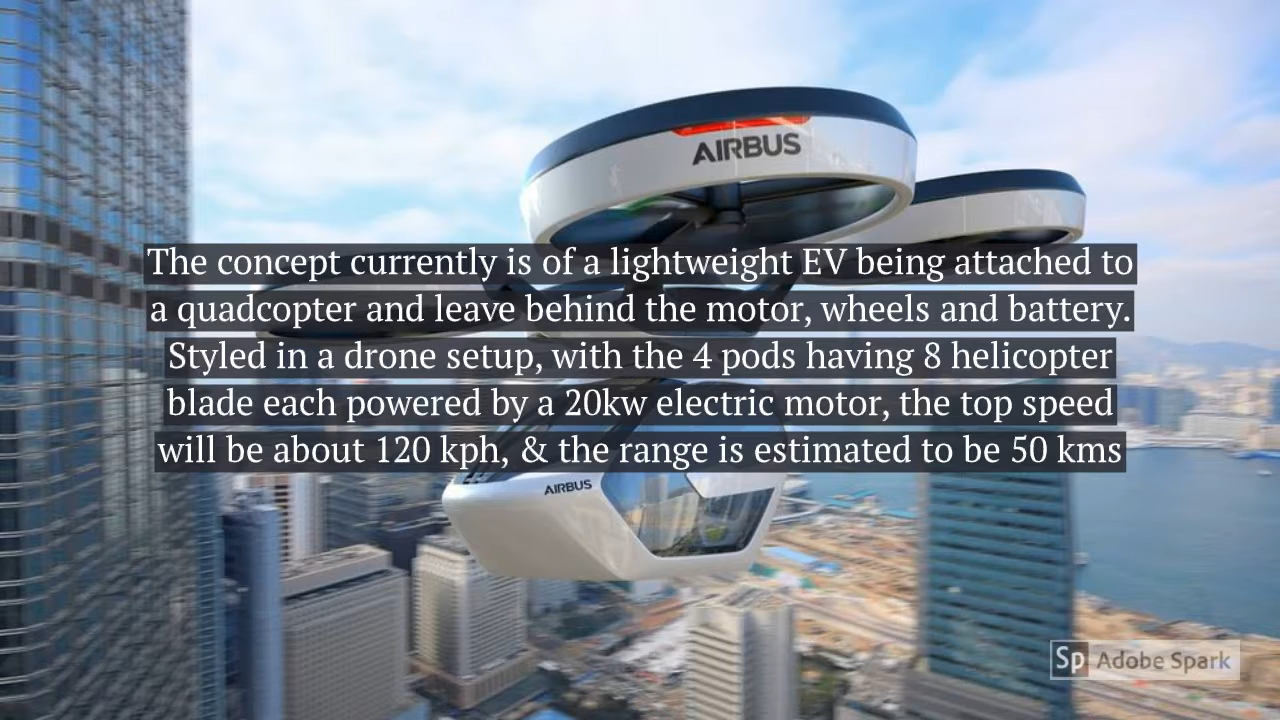 AIRBUS
The concept currently is of a lightweight EV being attached to
a quadcopter and leave behind the motor, wheels and battery.
Styled in a drone setup, with the 4 pods having 8 helicopter
blade each powered by a 20kw electric motor, the top speed
will be about 120 kph, & the range is estimated to be 50 kms
AIRBUS
Sp Adobe Spark